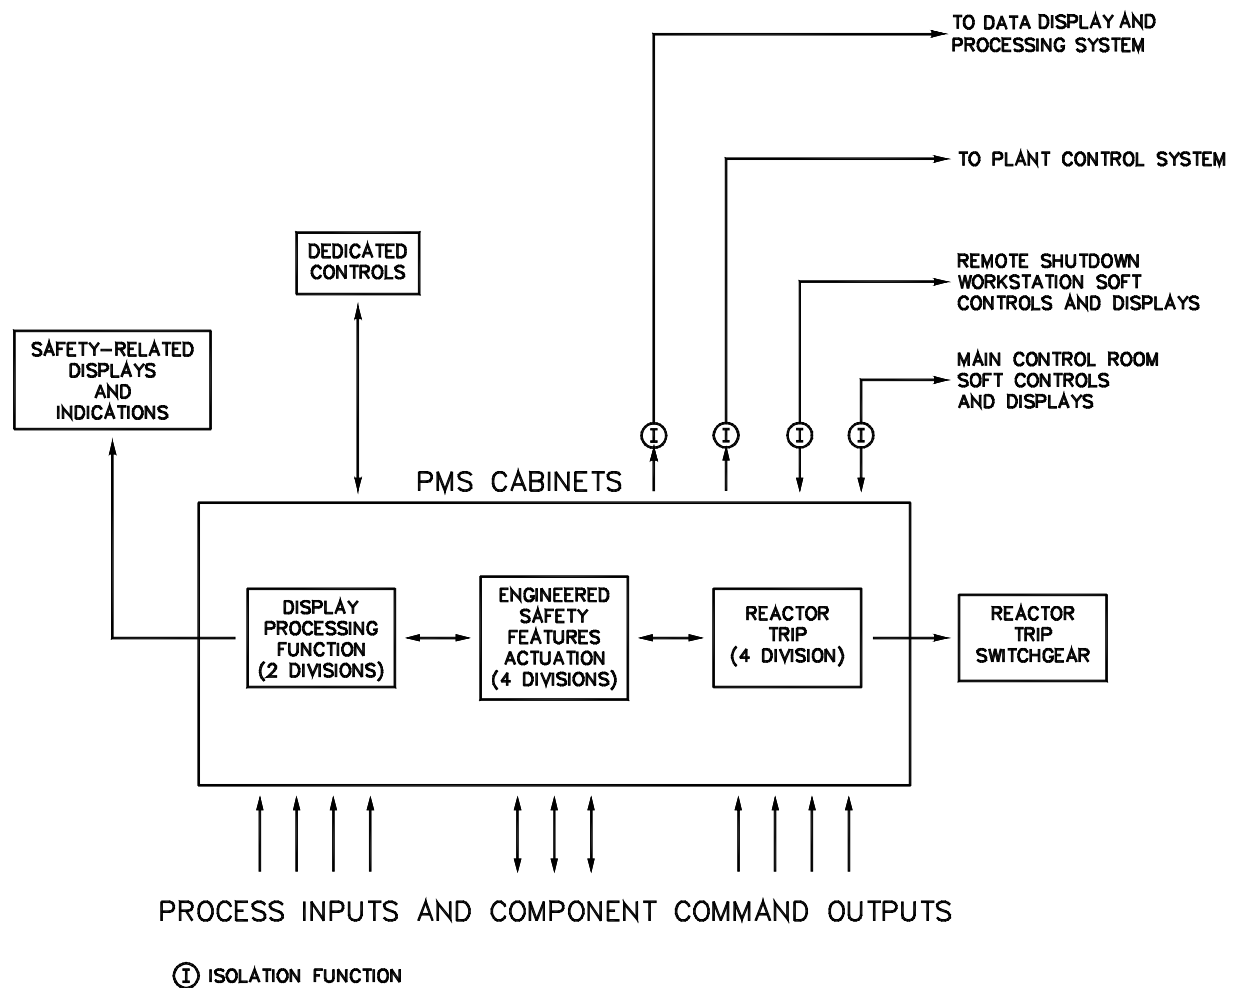 TO DATA DISPLAY AND
PROCESSING SYSTEM
TO PLANT CONTROL SYSTEM
DEDICATED
CONTROLS
REMOTE SHUTDOWN
WORKSTATION SOFT
CONTROLS AND DISPLAYS
SAFETY-RELATED
DISPLAYS
AND
INDICATIONS
MAIN CONTROL ROOM
SOFT CONTROLS
AND DISPLAYS
I
I
I
I
PMS CABINETS
DISPLAY
PROCESSING
FUNCTION
(2 DIVISIONS)
ENGINEERED
SAFETY
FEATURES
ACTUATION
(4 DIVISIONS)
REACTOR
TRIP
(4 DIVISION)
REACTOR
TRIP
SWITCHGEAR
PROCESS INPUTS AND COMPONENT COMMAND OUTPUTS
I ISOLATION FUNCTION